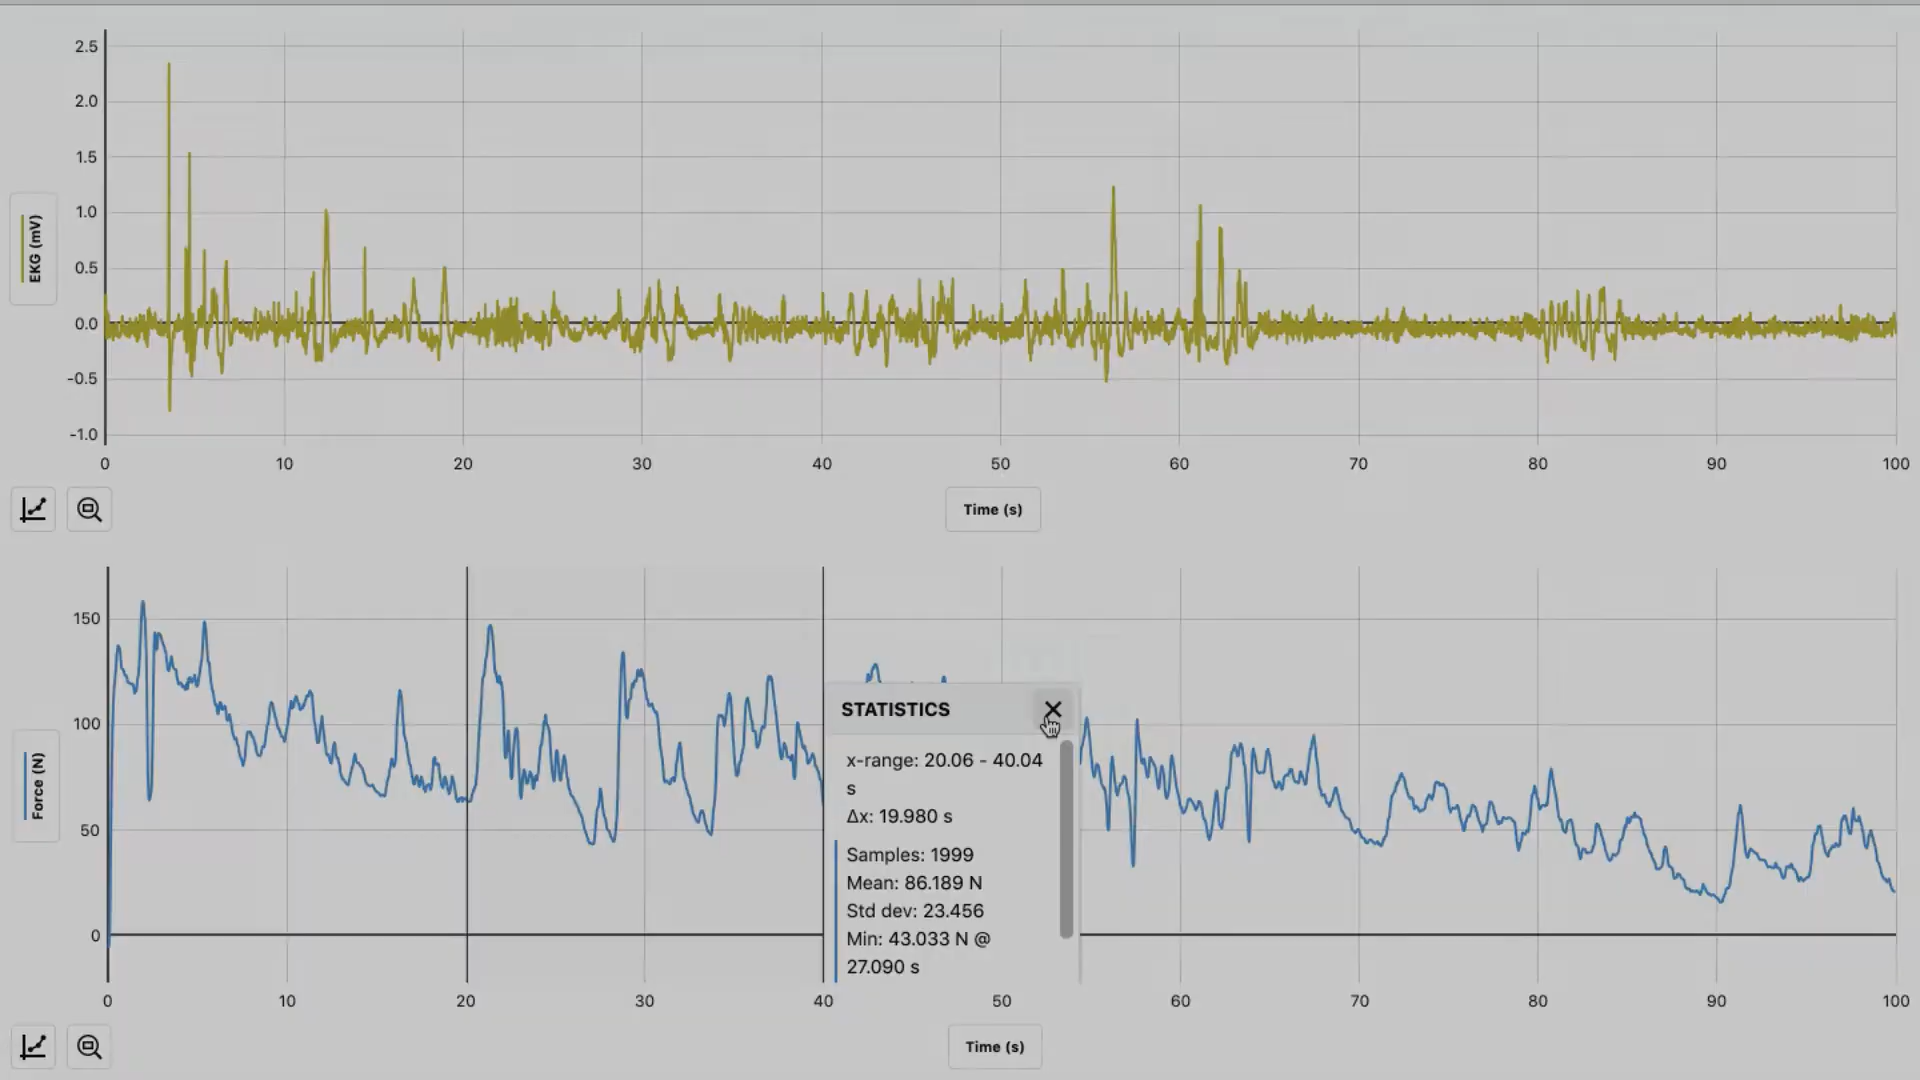 2.5
2.0
1.5
1.0
0.5
0.0
-0.5
-1.0
EKG (mV)
0 10 20 30 40 50 60 70 80 90 100
Time (s)
150
100
50
0
Force (N)
STATISTICS
x-range: 20.06 - 40.04
s
Δx: 19.980 s
Samples: 1999
Mean: 86.189 N
Std dev: 23.456
Min: 43.033 N @
27.090 s
0 10 20 30 40 50 60 70 80 90 100
Time (s)